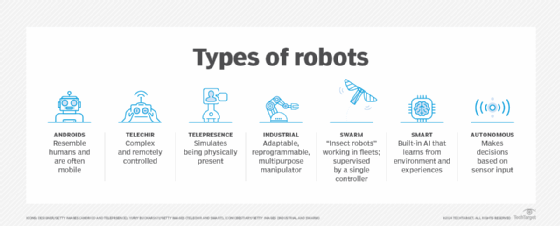 Types of robots
ANDROIDS
Resemble
humans and
are often
mobile
TELECHIR
Complex
and remotely
controlled
TELEPRESENCE
Simulates
being physically
present
INDUSTRIAL
Adaptable,
reprogrammable,
multipurpose
manipulator
SWARM
“Insect robots”
working in fleets;
supervised
by a single
controller
SMART
Built-in AI that
learns from
environment and
experiences
AUTONOMOUS
Makes
decisions
based on
sensor input
TechTarget